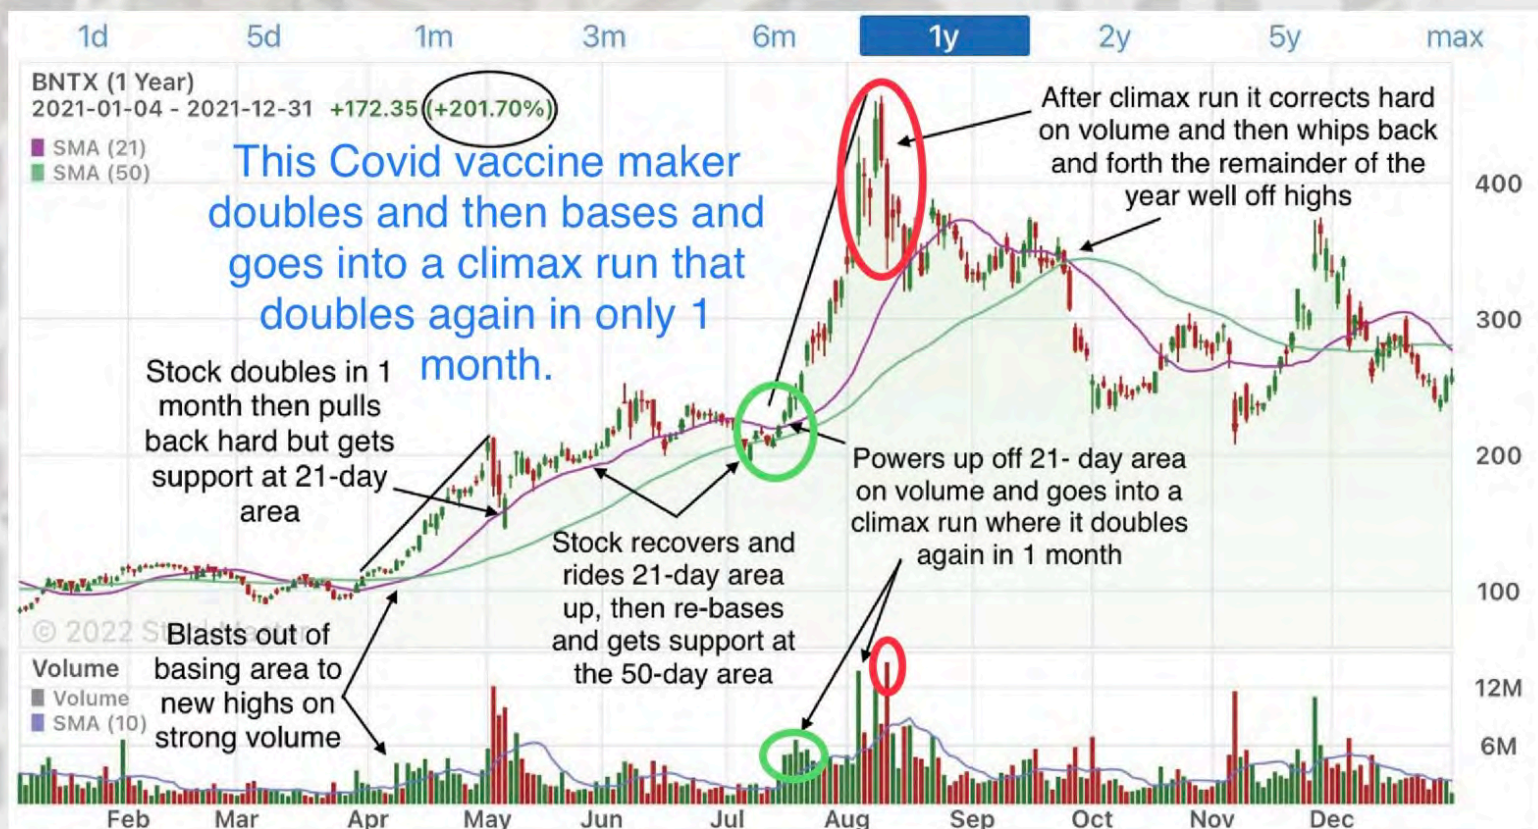 1d 5d 1m 3m 6m 1y 2y 5y max
BNTX (1 Year)
2021-01-04 - 2021-12-31 +172.35 (+201.70%)
SMA (21)
SMA (50)
This Covid vaccine maker
doubles and then bases and
goes into a climax run that
doubles again in only 1
month.
After climax run it corrects hard
on volume and then whips back
and forth the remainder of the
year well off highs
400
300
200
100
Stock doubles in 1
month then pulls
back hard but gets
support at 21-day
area
Powers up off 21- day area
on volume and goes into a
climax run where it doubles
again in 1 month
Stock recovers and
rides 21-day area
up, then re-bases
and gets support at
the 50-day area
© 2022
Blasts out of
basing area to
new highs on
strong volume
Volume
Volume
SMA (10)
12M
6M
Feb Mar Apr May Jun Jul Aug Sep Oct Nov Dec